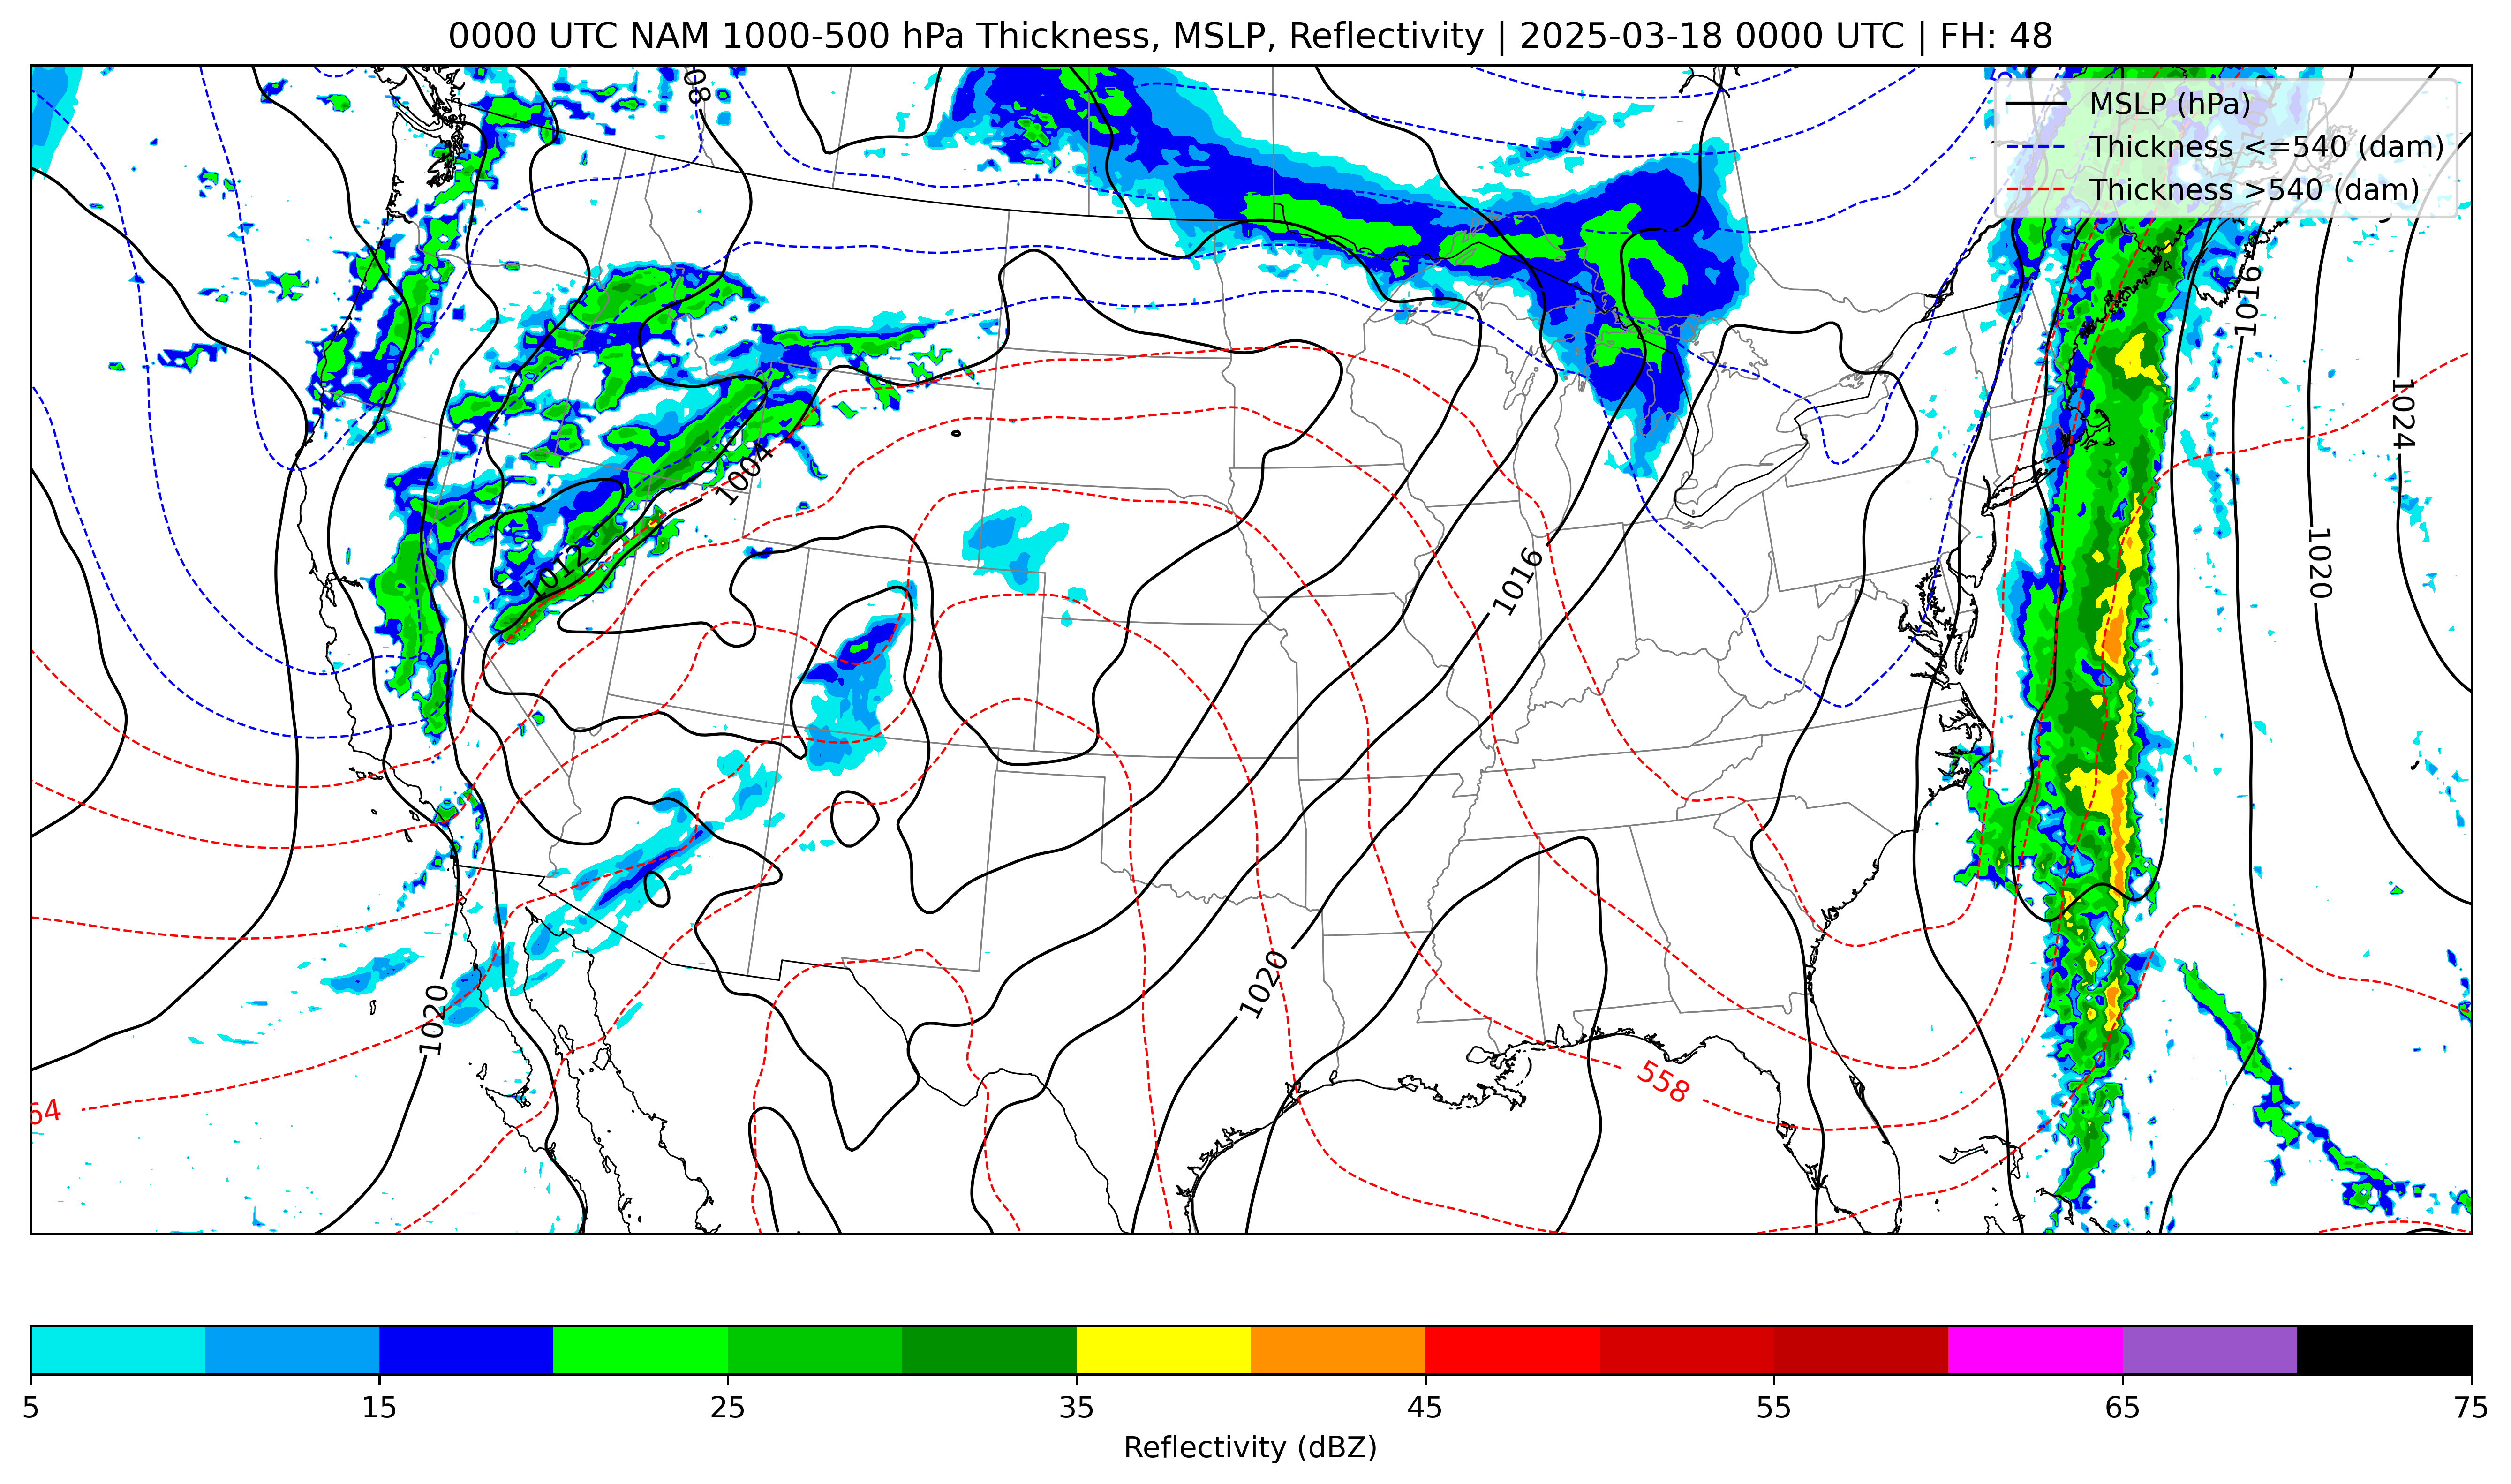 0000 UTC NAM 1000-500 hPa Thickness, MSLP, Reflectivity | 2025-03-18 0000 UTC | FH: 48
MSLP (hPa)
Thickness <=540 (dam)
Thickness >540 (dam)
1016
1024
1004
1020
1012
1016
1020
1020
558
64
5 15 25 35 45 55 65 75
Reflectivity (dBZ)